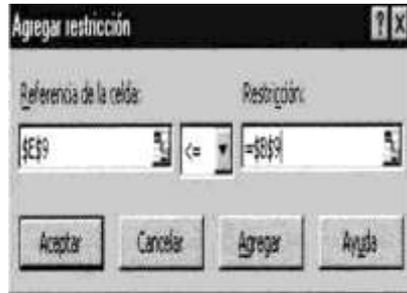 Agregar restricción ? X
Referencia de la celda: Restricción:
$E$9 <= =$B$9
Aceptar Cancelar Agregar Ayuda